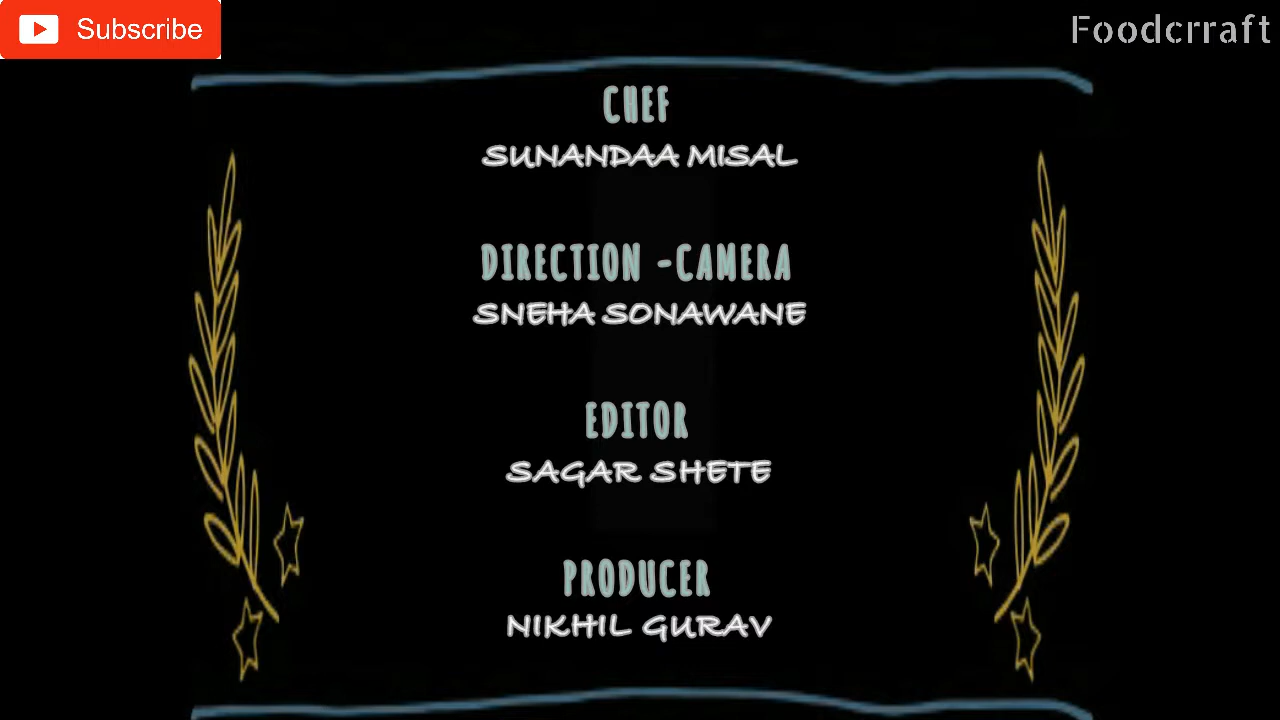 Subscribe
Foodcrraft
CHEF
SUNANDAA MISAL
DIRECTION -CAMERA
SNEHA SONAWANE
EDITOR
SAGAR SHETE
PRODUCER
NIKHIL GURAV